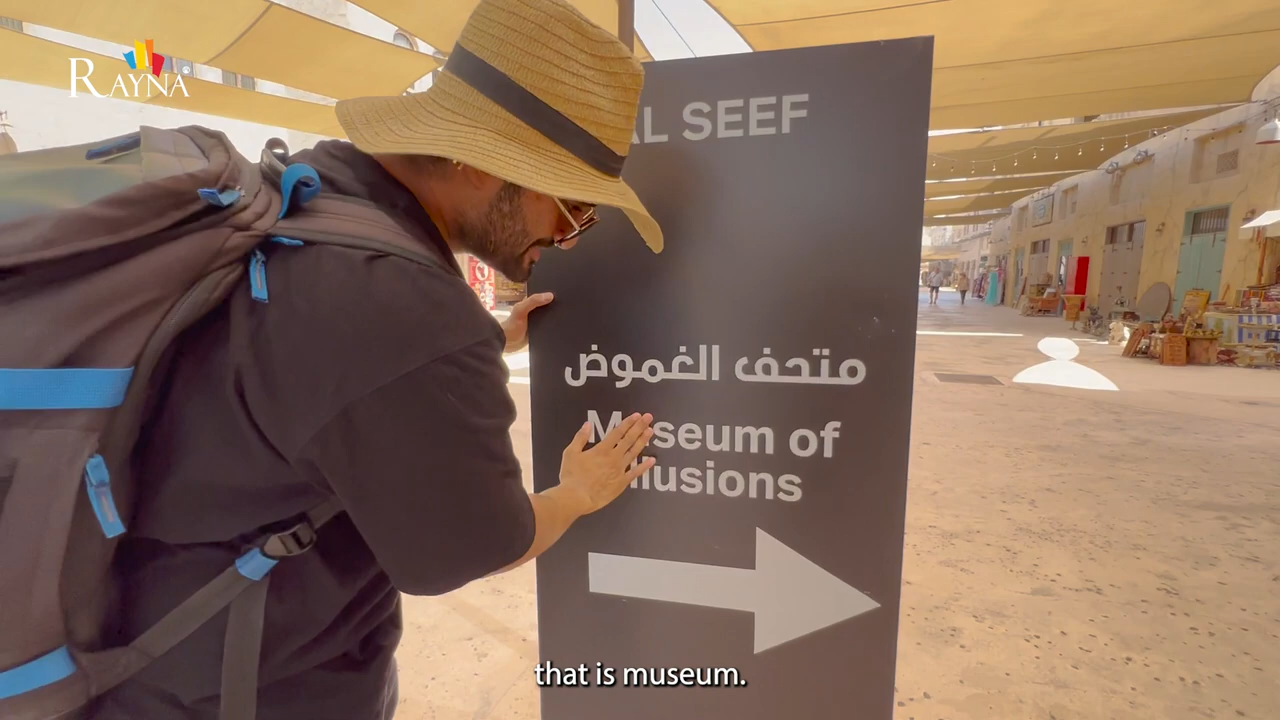 RAYNA
AL SEEF
متحف الغموض
Museum of
Illusions
that is museum.